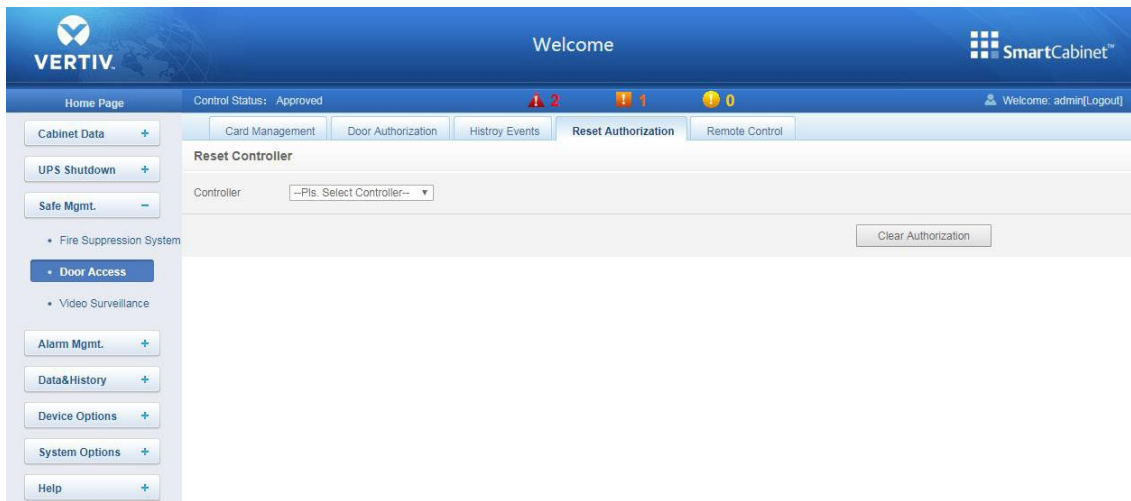 VERTIV.
Welcome
SmartCabinet™
Home Page
Control Status: Approved
2
1
0
Welcome: admin[Logout]
Cabinet Data +
UPS Shutdown +
Safe Mgmt. −
• Fire Suppression System
• Door Access
• Video Surveillance
Alarm Mgmt. +
Data&History +
Device Options +
System Options +
Help +
Card Management
Door Authorization
Histroy Events
Reset Authorization
Remote Control
Reset Controller
Controller
--Pls. Select Controller--
Clear Authorization